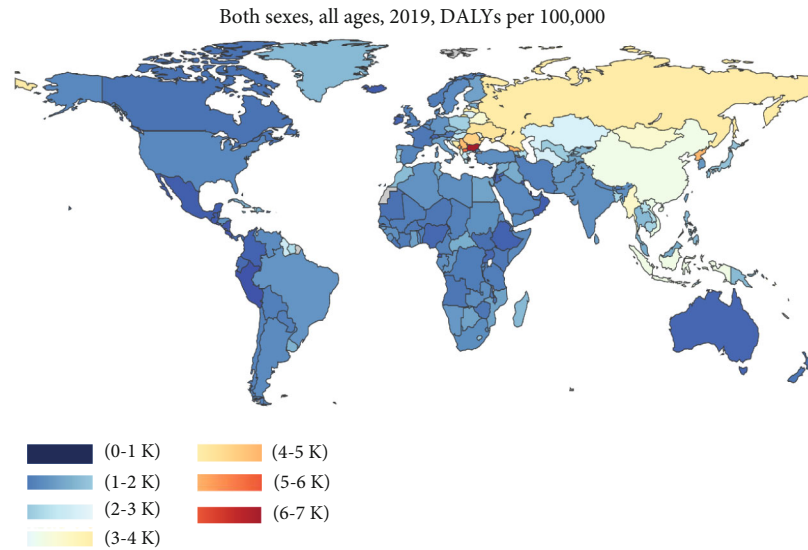 Both sexes, all ages, 2019, DALYs per 100,000
(0-1 K)
(1-2 K)
(2-3 K)
(3-4 K)
(4-5 K)
(5-6 K)
(6-7 K)